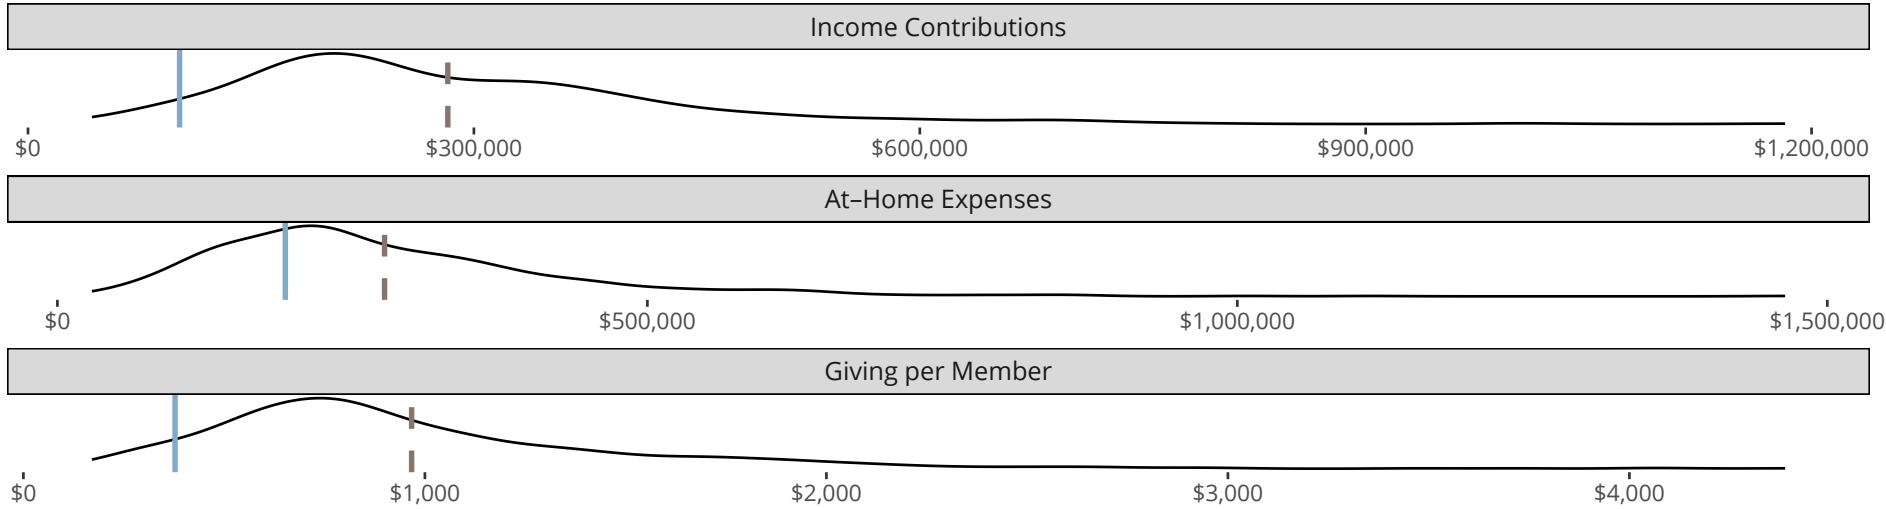 Income Contributions
$0 $300,000 $600,000 $900,000 $1,200,000
At–Home Expenses
$0 $500,000 $1,000,000 $1,500,000
Giving per Member
$0 $1,000 $2,000 $3,000 $4,000